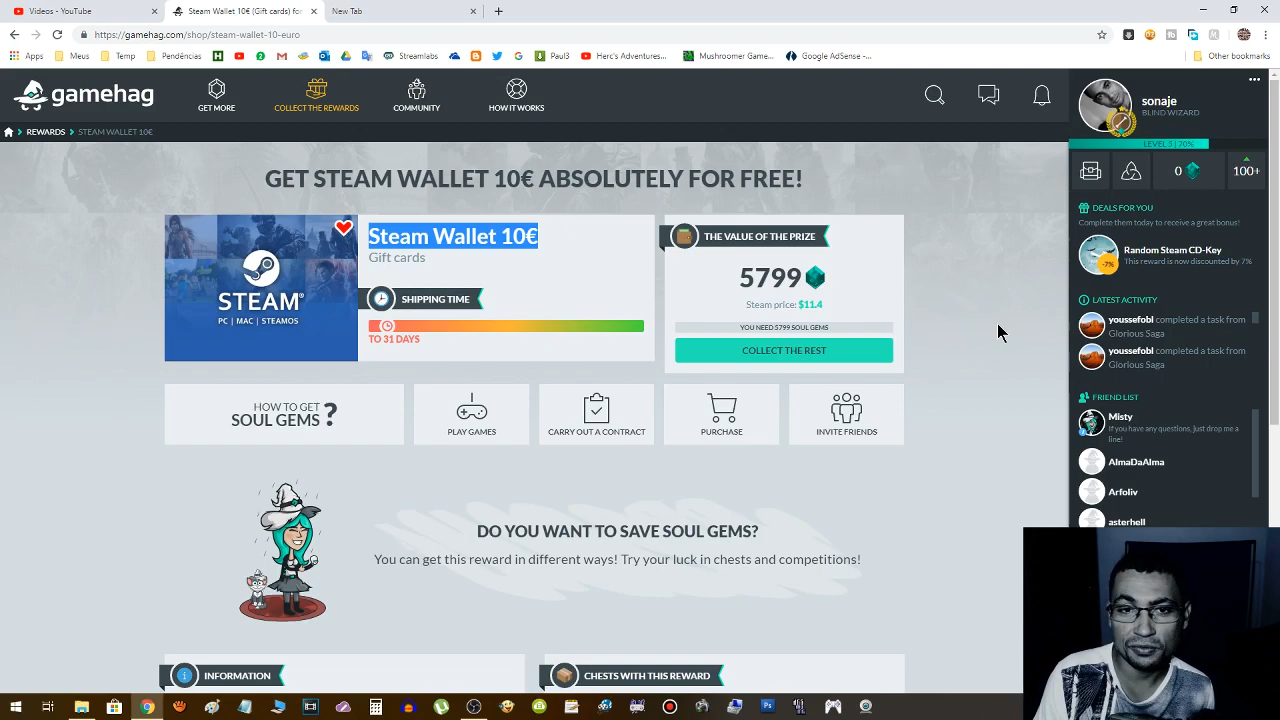 Videos - YouTube
Steam Wallet 10€ (Gift cards) for
New Tab
https://gamehag.com/shop/steam-wallet-10-euro
Apps
Meus
Temp
Pendências
Streamlabs
Paul3
Herc's Adventures...
Mushroomer Game...
Google AdSense -...
Other bookmarks
gamehag
GET MORE
COLLECT THE REWARDS
COMMUNITY
HOW IT WORKS
sonaje
BLIND WIZARD
LEVEL 5 | 70%
REWARDS
STEAM WALLET 10€
0
100+
GET STEAM WALLET 10€ ABSOLUTELY FOR FREE!
STEAM®
PC | MAC | STEAMOS
Steam Wallet 10€
Gift cards
SHIPPING TIME
TO 31 DAYS
THE VALUE OF THE PRIZE
5799
Steam price: $11.4
YOU NEED 5799 SOUL GEMS
COLLECT THE REST
DEALS FOR YOU
Complete them today to receive a great bonus!
-7%
Random Steam CD-Key
This reward is now discounted by 7%
LATEST ACTIVITY
youssefobl completed a task from
Glorious Saga
youssefobl completed a task from
Glorious Saga
FRIEND LIST
Misty
If you have any questions, just drop me a
line!
AlmaDaAlma
Arfoliv
asterhell
HOW TO GET
SOUL GEMS ?
PLAY GAMES
CARRY OUT A CONTRACT
PURCHASE
INVITE FRIENDS
DO YOU WANT TO SAVE SOUL GEMS?
You can get this reward in different ways! Try your luck in chests and competitions!
INFORMATION
CHESTS WITH THIS REWARD